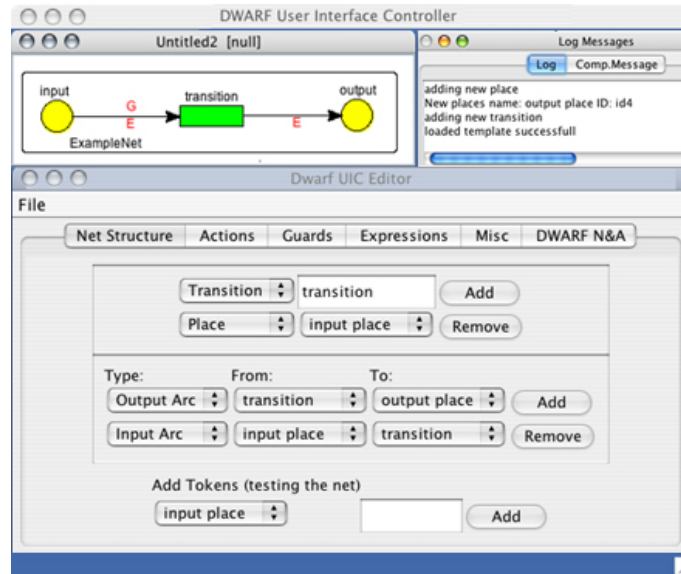 DWARF User Interface Controller
Untitled2 [null]
input
transition
output
G
E
E
ExampleNet
Log Messages
Log Comp.Message
adding new place
New places name: output place ID: id4
adding new transition
loaded template successfull
Dwarf UIC Editor
File
Net Structure Actions Guards Expressions Misc DWARF N&A
Transition transition Add
Place input place Remove
Type: From: To:
Output Arc transition output place Add
Input Arc input place transition Remove
Add Tokens (testing the net)
input place Add